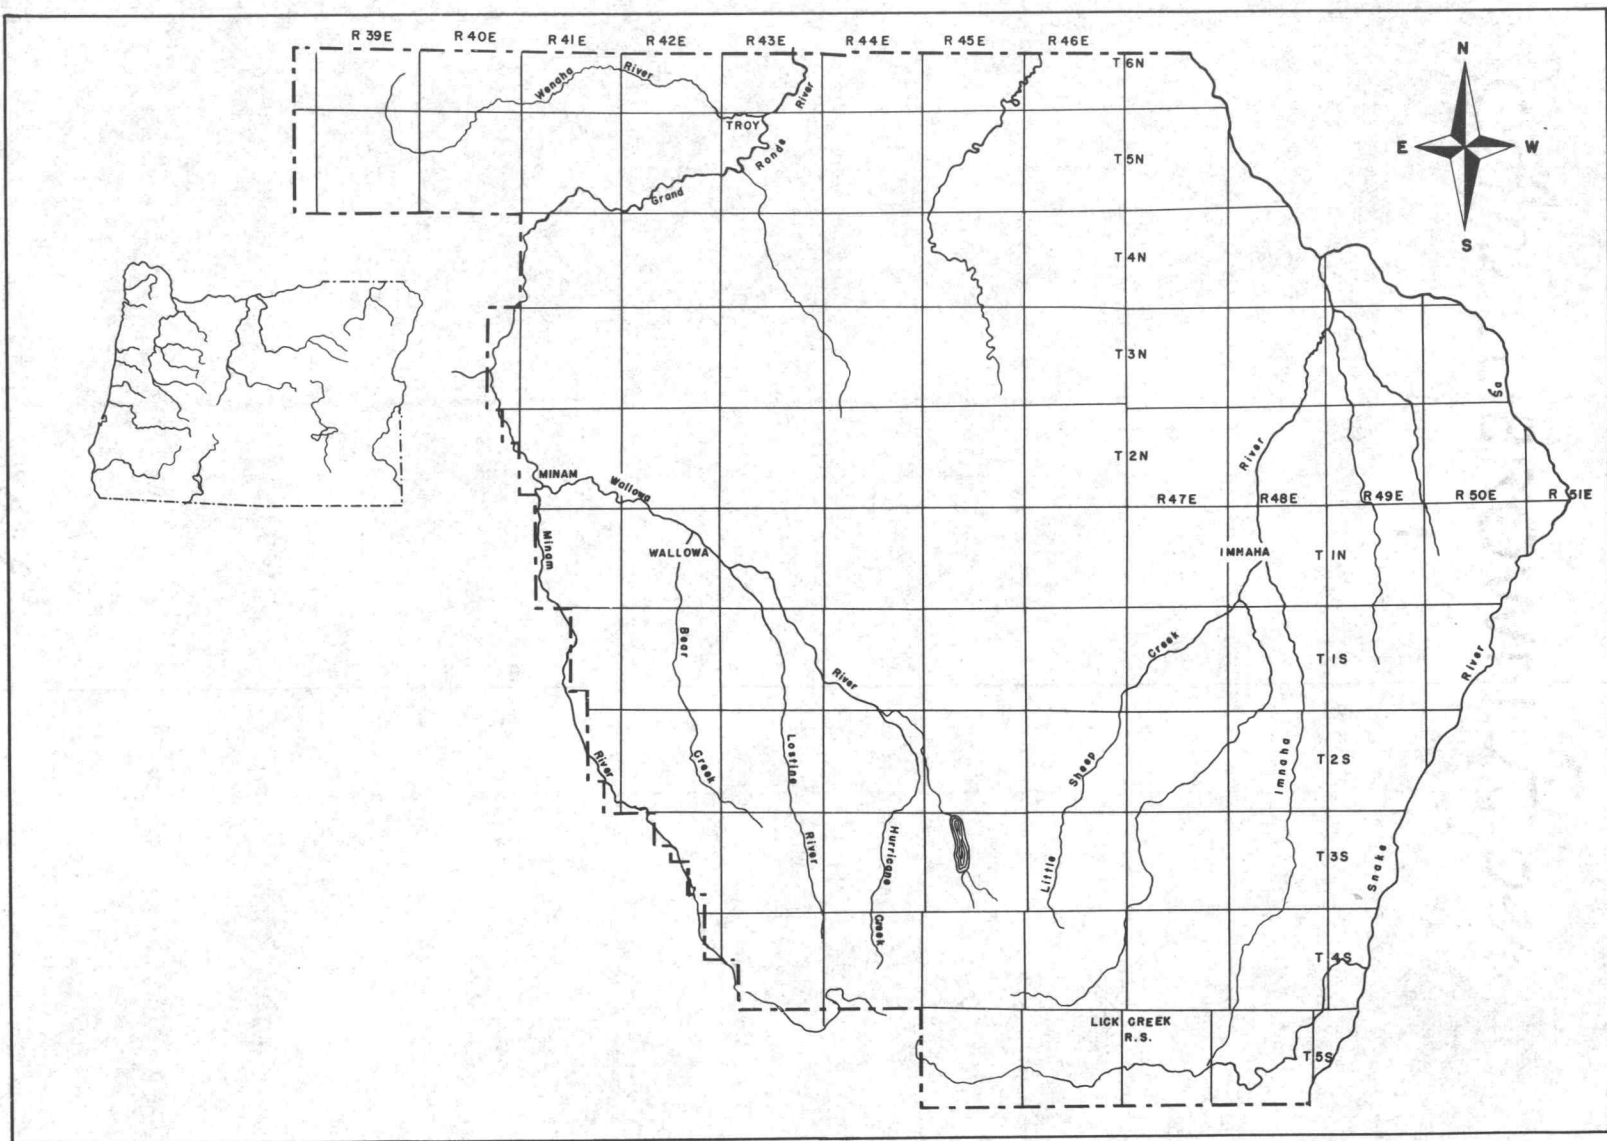 R 39E R 40E R 41E R 42E R 43E R 44E R 45E R 46E
N
E W
S
T 6N
Wenaha River
River
TROY
T 5N
Ronde
Grand
T 4N
T 3N
Sa
River
T 2N
MINAM
Wallowa
R 47E R 48E R 49E R 50E R 51E
Minam
WALLOWA
IMNAHA
T 1N
Bear
Creek
T 1S
River
River
Lostine
Creek
River
Sheep
Imnaha
T 2S
River
Hurricane
Little
T 3S
Snake
Creek
T 4S
LICK CREEK
R.S.
T 5S